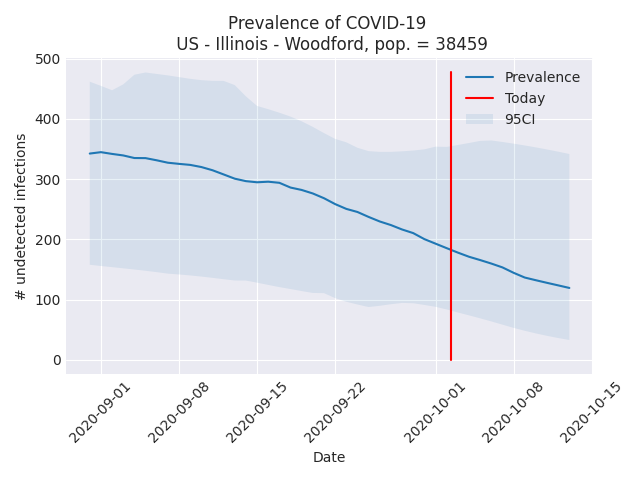 Prevalence of COVID-19
US - Illinois - Woodford, pop. = 38459
Prevalence
Today
95CI
500
400
300
200
100
0
# undetected infections
2020-09-01
2020-09-08
2020-09-15
2020-09-22
2020-10-01
2020-10-08
2020-10-15
Date